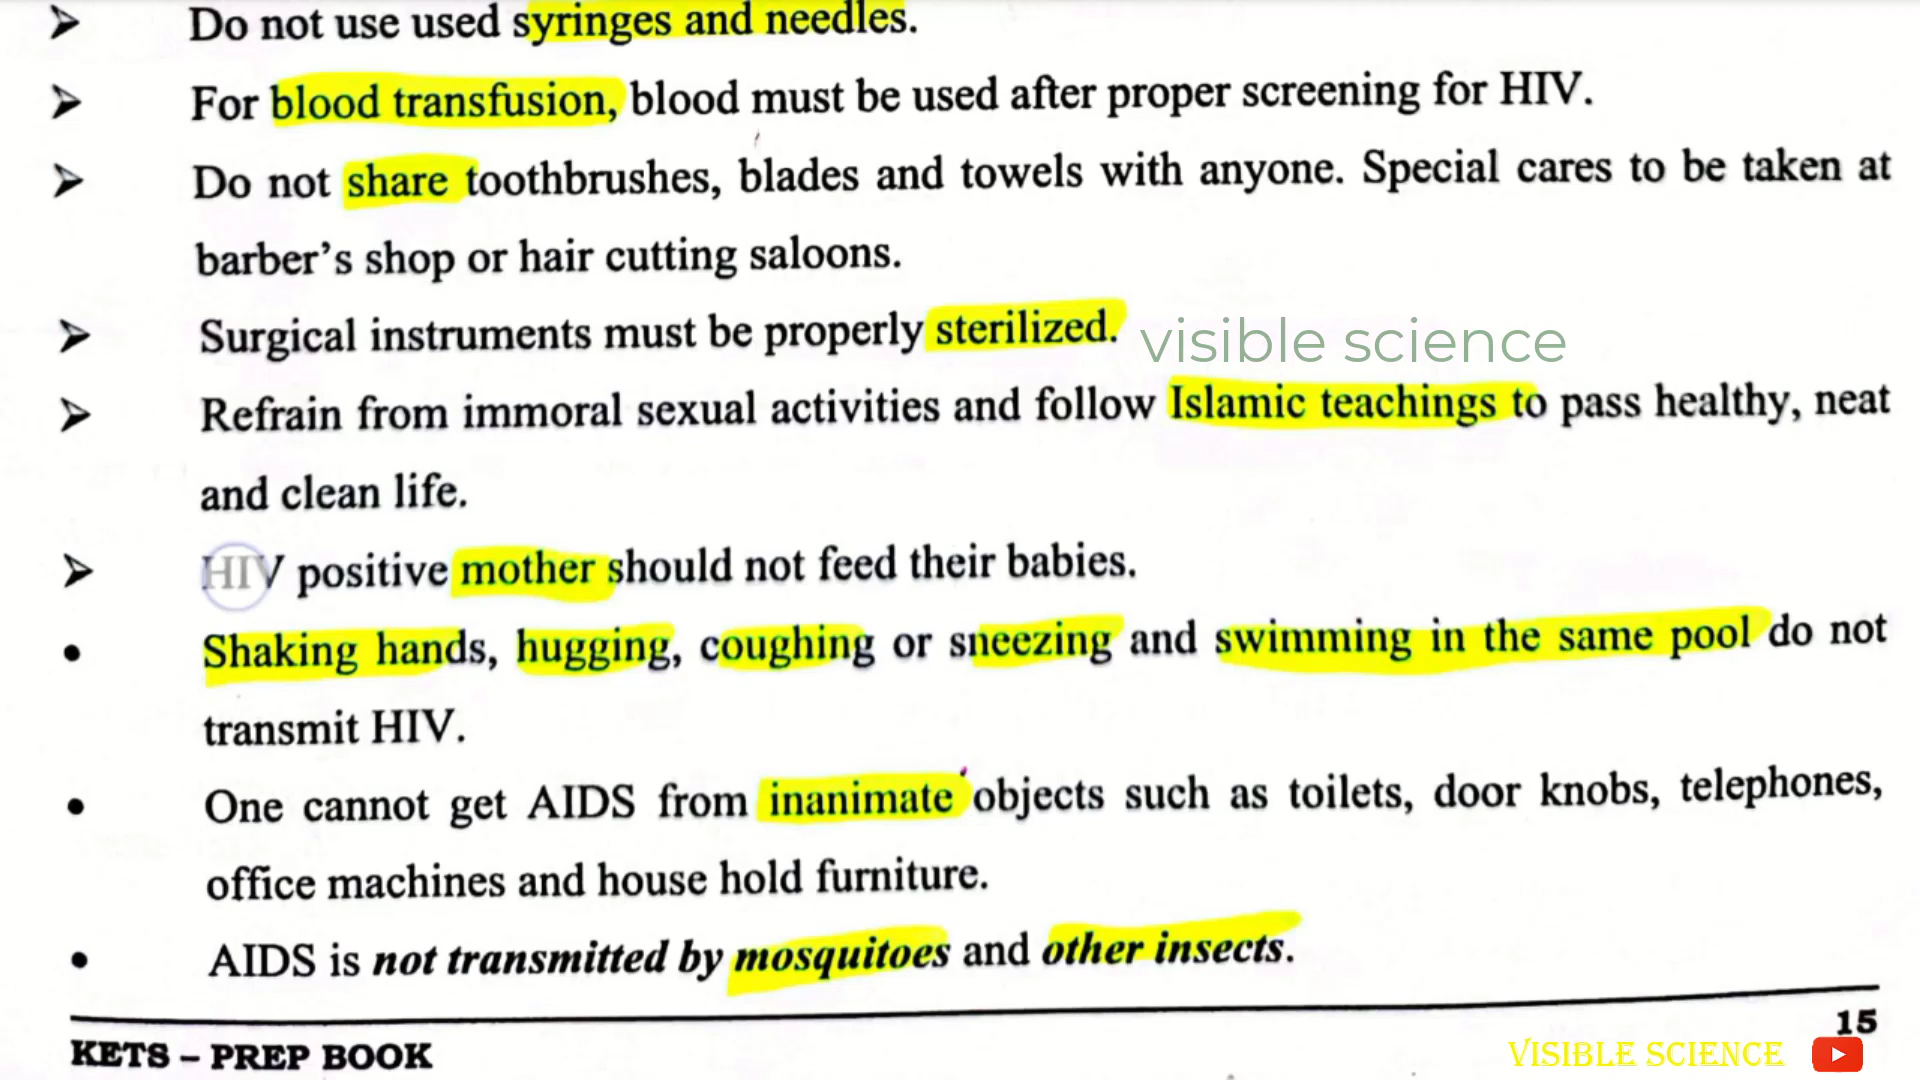 ➤ Do not use used syringes and needles.
➤ For blood transfusion, blood must be used after proper screening for HIV.
➤ Do not share toothbrushes, blades and towels with anyone. Special cares to be taken at
barber's shop or hair cutting saloons.
➤ Surgical instruments must be properly sterilized.
visible science
➤ Refrain from immoral sexual activities and follow Islamic teachings to pass healthy, neat
and clean life.
➤ HIV positive mother should not feed their babies.
• Shaking hands, hugging, coughing or sneezing and swimming in the same pool do not
transmit HIV.
• One cannot get AIDS from inanimate objects such as toilets, door knobs, telephones,
office machines and house hold furniture.
• AIDS is not transmitted by mosquitoes and other insects.
15
KETS – PREP BOOK
VISIBLE SCIENCE